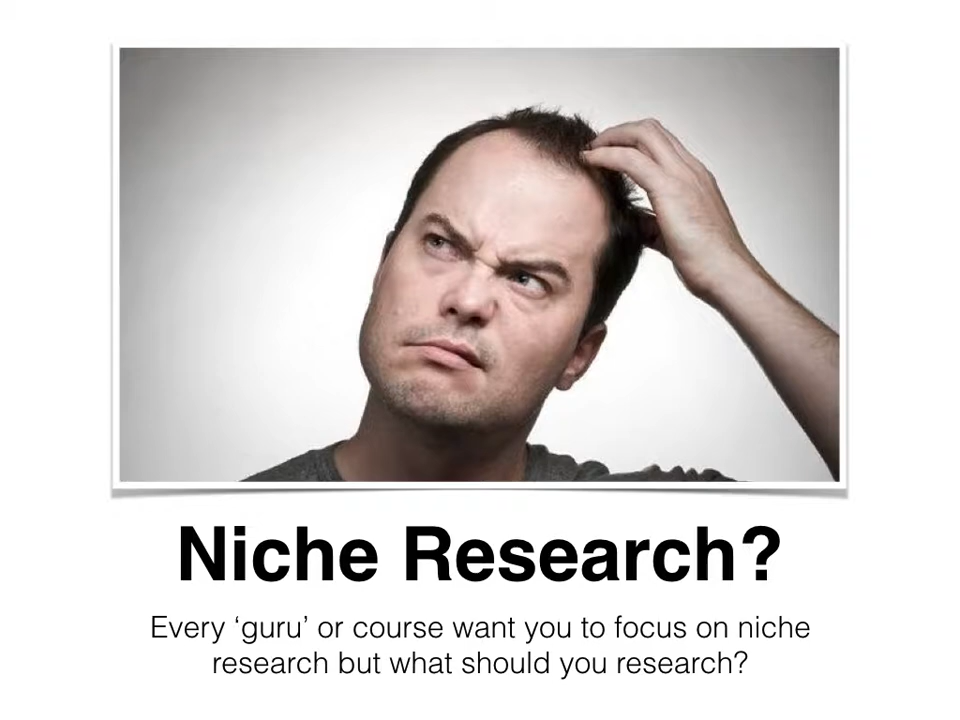 Niche Research?
Every ‘guru’ or course want you to focus on niche
research but what should you research?